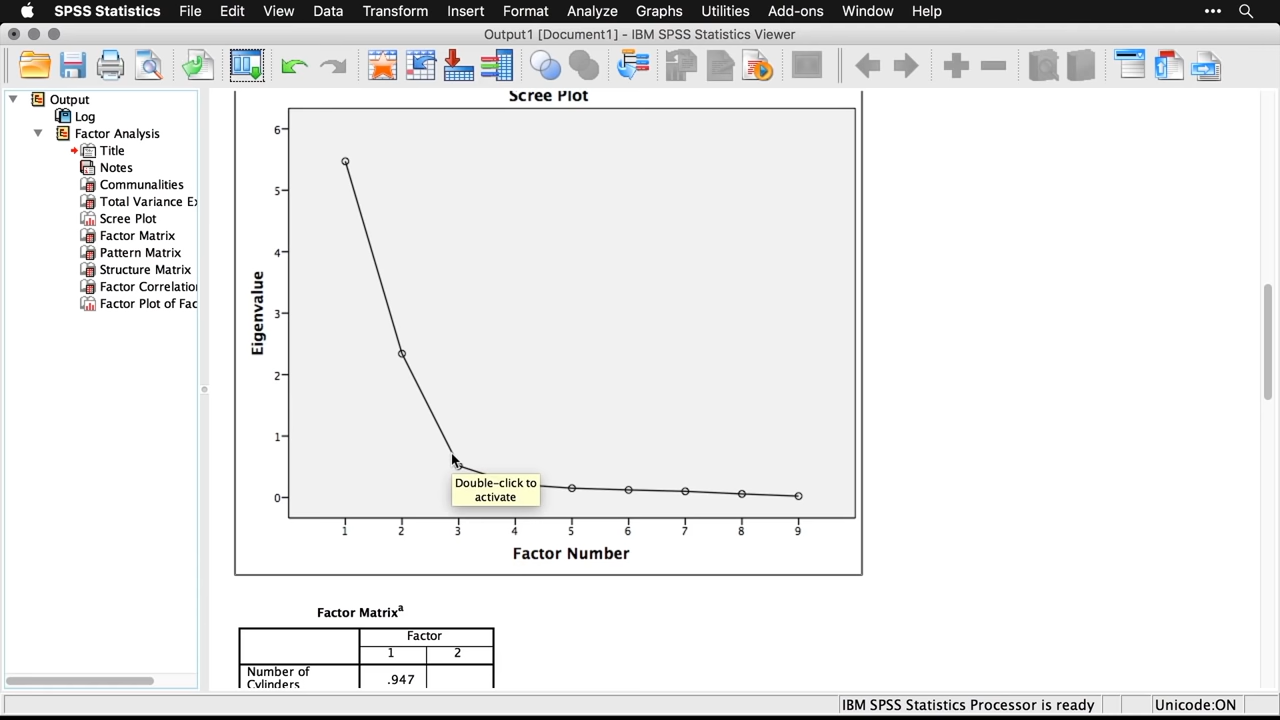 SPSS Statistics File Edit View Data Transform Insert Format Analyze Graphs Utilities Add-ons Window Help
Output1 [Document1] - IBM SPSS Statistics Viewer
Output
Log
Factor Analysis
Title
Notes
Communalities
Total Variance Ex
Scree Plot
Factor Matrix
Pattern Matrix
Structure Matrix
Factor Correlation
Factor Plot of Fac
Scree Plot
6
5
4
3
2
1
0
Eigenvalue
Double-click to
activate
1 2 3 4 5 6 7 8 9
Factor Number
Factor Matrixa
Factor
1 2
Number of
Cylinders
.947
IBM SPSS Statistics Processor is ready
Unicode:ON